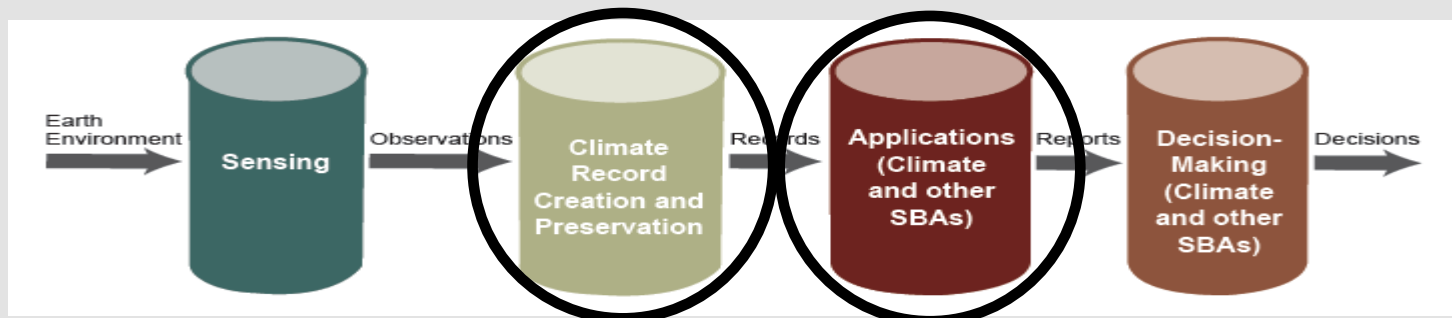 Earth
Environment
Sensing
Observations
Climate
Record
Creation and
Preservation
Records
Applications
(Climate
and other
SBAs)
Reports
Decision-
Making
(Climate
and other
SBAs)
Decisions